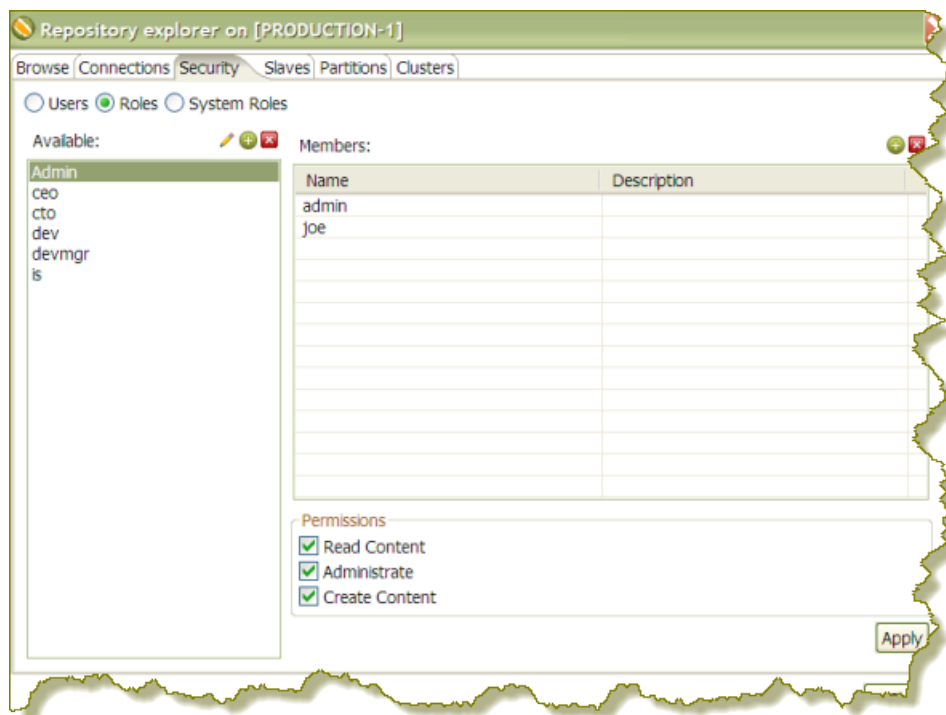 Repository explorer on [PRODUCTION-1]
Browse Connections Security Slaves Partitions Clusters
Users Roles System Roles
Available:
Members:
Name Description
Admin
ceo
cto
dev
devmgr
is
admin
joe
Permissions
Read Content
Administrate
Create Content
Apply